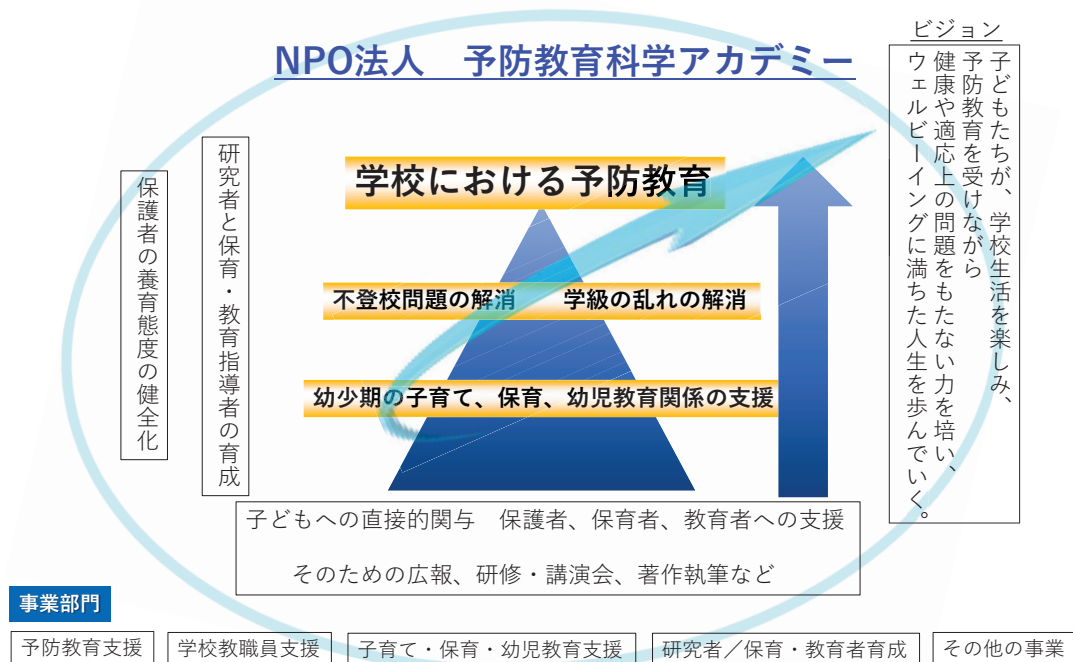 NPO法人　予防教育科学アカデミー
ビジョン
子どもたちが、学校生活を楽しみ、
予防教育を受けながら
健康や適応上の問題をもたない力を培い、
ウェルビーイングに満ちた人生を歩んでいく。
保護者の養育態度の健全化
研究者と保育・教育指導者の育成
学校における予防教育
不登校問題の解消　学級の乱れの解消
幼少期の子育て、保育、幼児教育関係の支援
子どもへの直接的関与　保護者、保育者、教育者への支援
そのための広報、研修・講演会、著作執筆など
事業部門
予防教育支援
学校教職員支援
子育て・保育・幼児教育支援
研究者／保育・教育者育成
その他の事業